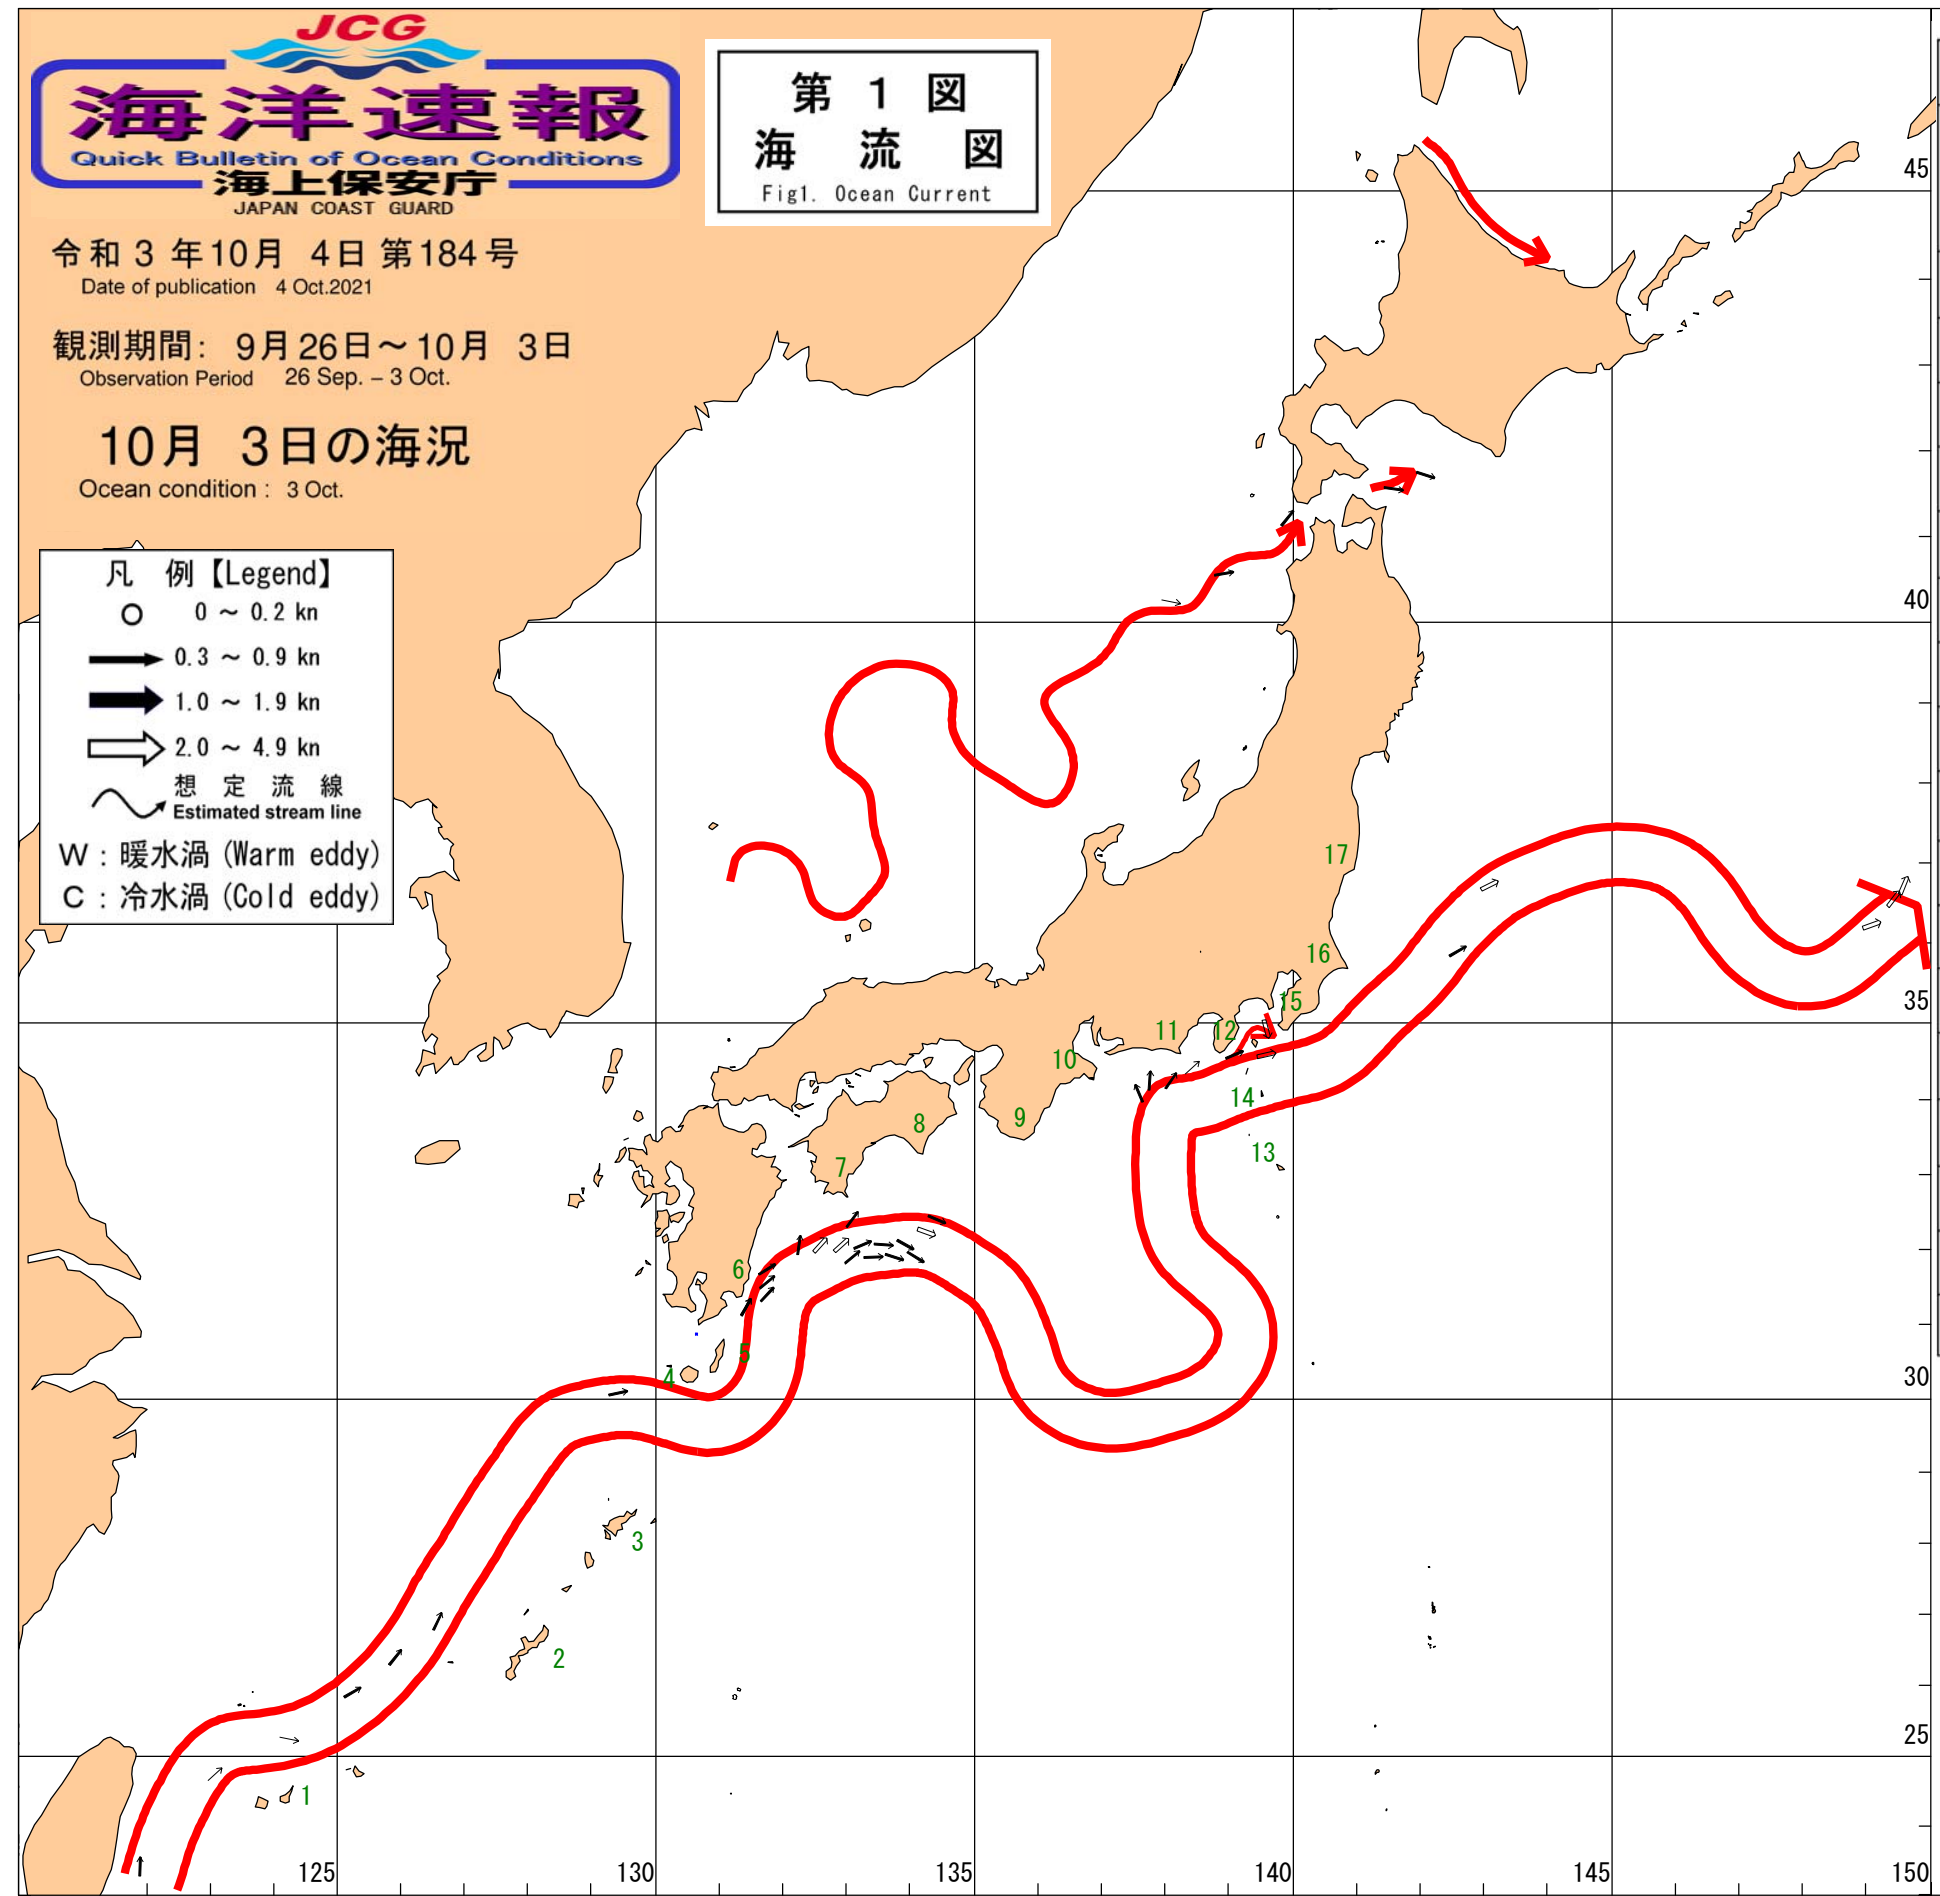 JCG
海洋速報
Quick Bulletin of Ocean Conditions
海上保安庁
JAPAN COAST GUARD
第 1 図
海 流 図
Fig1. Ocean Current
令和 3 年10月 4日 第184号
Date of publication 4 Oct.2021
観測期間: 9月26日～10月 3日
Observation Period 26 Sep. – 3 Oct.
10月 3日の海況
Ocean condition : 3 Oct.
凡 例【Legend】
0 ～ 0.2 kn
0.3 ～ 0.9 kn
1.0 ～ 1.9 kn
2.0 ～ 4.9 kn
想 定 流 線
Estimated stream line
W : 暖水渦 (Warm eddy)
C : 冷水渦 (Cold eddy)
45
40
17
16
35
15
12
11
10
14
9
8
13
7
6
5
4
30
3
2
25
1
125
130
135
140
145
150